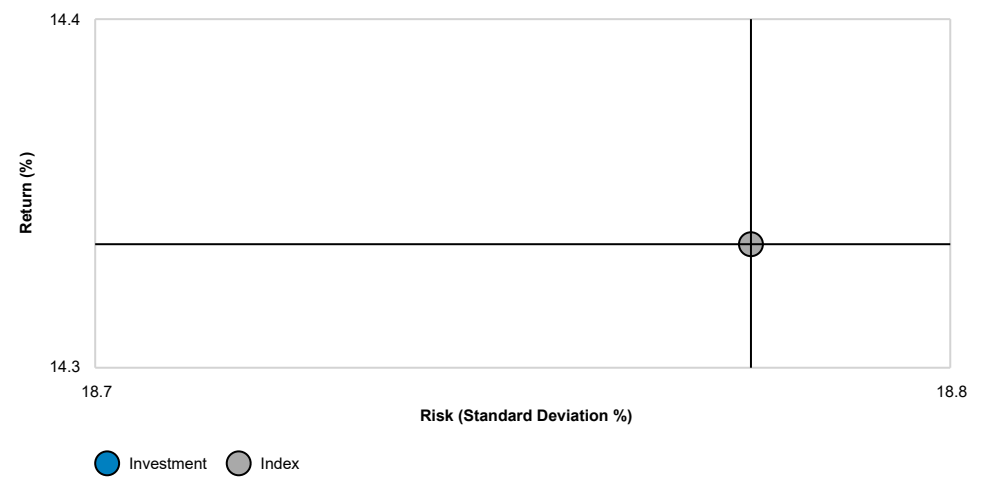 14.4
Return (%)
14.3
18.7
18.8
Risk (Standard Deviation %)
Investment
Index